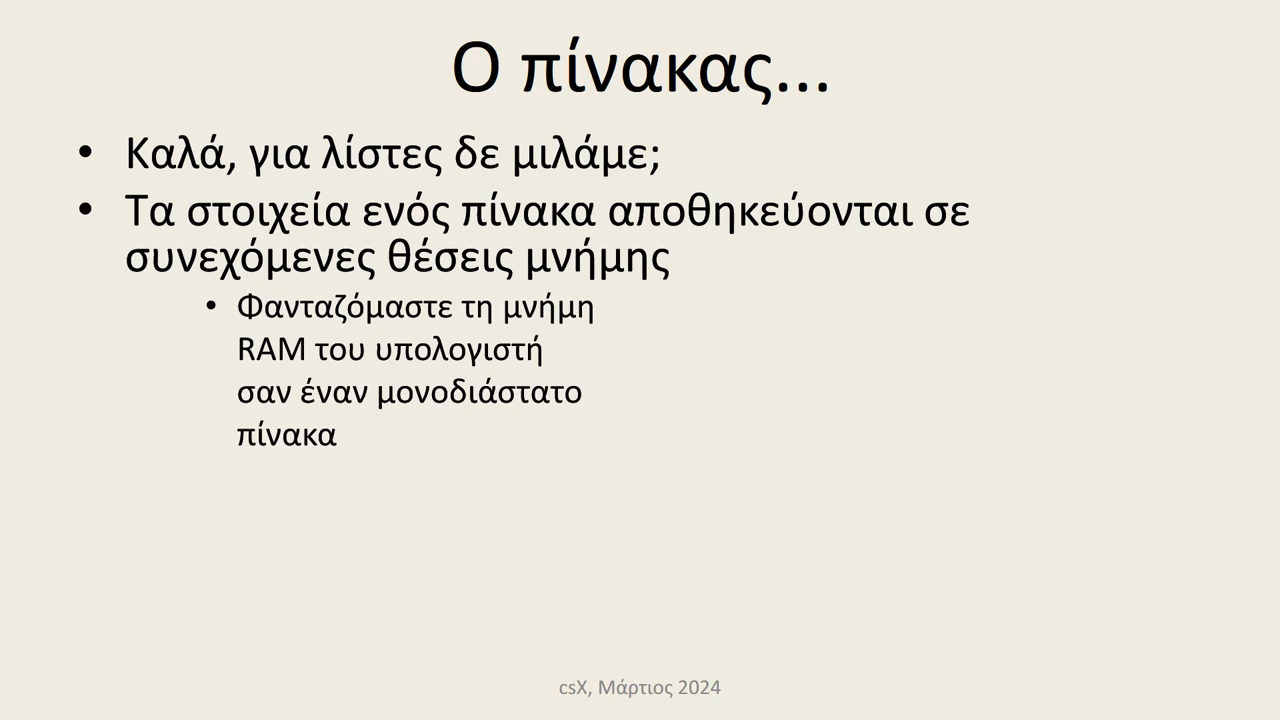 Ο πίνακας...
• Καλά, για λίστες δε μιλάμε;
• Τα στοιχεία ενός πίνακα αποθηκεύονται σε
συνεχόμενες θέσεις μνήμης
• Φανταζόμαστε τη μνήμη
RAM του υπολογιστή
σαν έναν μονοδιάστατο
πίνακα
csX, Μάρτιος 2024